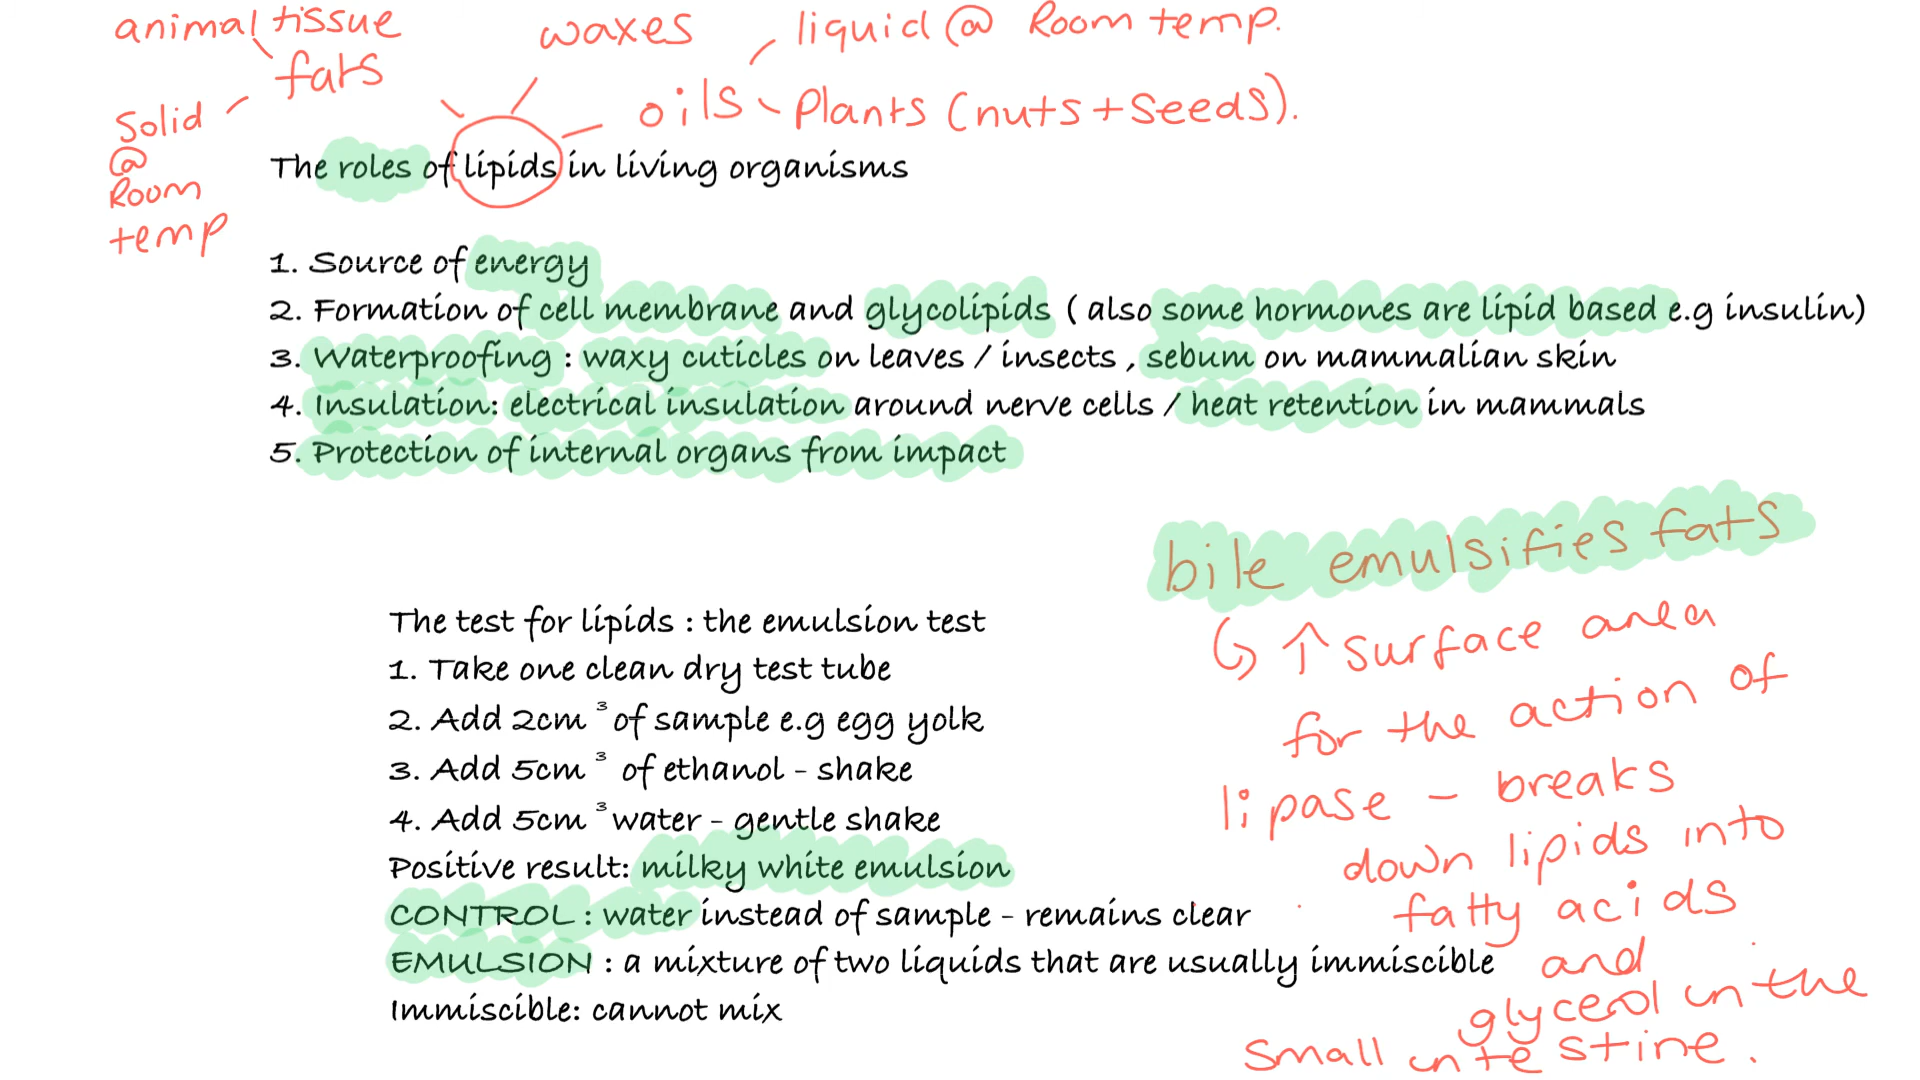 animal tissue
fats
Solid
@
Room
temp
waxes
liquid @ Room temp.
oils - Plants (nuts + seeds).
The roles of lipids in living organisms
1. Source of energy
2. Formation of cell membrane and glycolipids ( also some hormones are lipid based e.g insulin)
3. Waterproofing : waxy cuticles on leaves / insects , sebum on mammalian skin
4. Insulation: electrical insulation around nerve cells / heat retention in mammals
5. Protection of internal organs from impact
bile emulsifies fats
↳ ↑ surface area
for the action of
lipase - breaks
down lipids into
fatty acids
and
glycerol in the
small intestine.
The test for lipids : the emulsion test
1. Take one clean dry test tube
2. Add 2cm ³ of sample e.g egg yolk
3. Add 5cm ³ of ethanol - shake
4. Add 5cm ³ water - gentle shake
Positive result: milky white emulsion
CONTROL : water instead of sample - remains clear
EMULSION : a mixture of two liquids that are usually immiscible
Immiscible: cannot mix